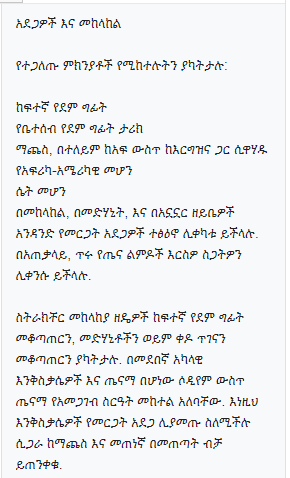 አደጋዎች እና መከላከል
የተጋለጡ ምክንያቶች የሚከተሉትን ያካትታሉ:
ከፍተኛ የደም ግፊት
የቤተሰብ የደም ግፊት ታሪክ
ማጨስ, በተለይም ከአፍ ውስጥ ከእርግዝና ጋር ሲዋሃዱ
የአፍሪካ-አሜሪካዊ መሆን
ሴት መሆን
በመከላከል, በመድሃኒት, እና በአኗኗር ዘይቤዎች
አንዳንድ የመርጋት አደጋዎች ተፅዕኖ ሊቀካቱ ይችላሉ.
በአጠቃላይ, ጥሩ የጤና ልምዶች እርስዎ ስጋትዎን
ሊቀንሱ ይችላሉ.
ስትራክቸር መከላከያ ዘዴዎች ከፍተኛ የደም ግፊት
መቆጣጠርን, መድሃኒቶችን ወይም ቀዶ ጥገናን
መቆጣጠርን ያካትታሉ. በመደበኛ አካላዊ
እንቅስቃሴዎች እና ጤናማ በሆነው ሶዲየም ውስጥ
ጤናማ የአመጋገብ ስርዓት መከተል አለባቸው. እነዚህ
እንቅስቃሴዎች የመርጋት አደጋ ሊያመጡ ስለሚችሉ
ሲጋራ ከማጨስ እና መጠነኛ በመጠጣት ብቻ
ይጠንቀቁ.